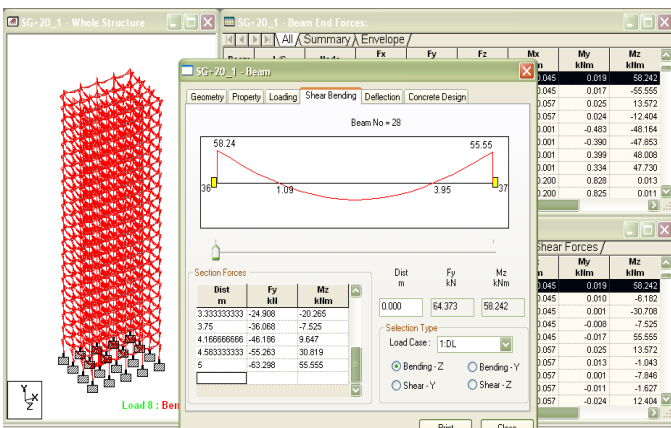 SG+20_1 - Whole Structure
SG+20_1 - Beam End Forces:
All Summary Envelope
Fx Fy Fz Mx My Mz
Node kNm kNm
SG+20_1 - Beam
Geometry Property Loading Shear Bending Deflection Concrete Design
Beam No = 28
58.24 55.55
36 1.09 3.95 37
Section Forces
Dist Fy Mz
m kN kNm
3.333333333 -24.908 -20.265
3.75 -36.068 -7.525
4.166666666 -46.186 9.647
4.583333333 -55.263 30.819
5 -63.298 55.555
Dist Fy Mz
m kN kNm
0.000 64.373 58.242
Selection Type
Load Case : 1:DL
Bending - Z Bending - Y
Shear - Y Shear - Z
Print Close
0.045 0.019 58.242
0.045 0.017 -55.555
0.057 0.025 13.572
0.057 0.024 -12.404
0.001 -0.483 -48.164
0.001 -0.390 -47.853
0.001 0.399 48.008
0.001 0.334 47.730
0.200 0.828 0.013
0.200 0.825 0.011
Shear Forces
My Mz
kNm kNm
0.045 0.019 58.242
0.045 0.010 -6.182
0.045 0.001 -30.708
0.045 -0.008 -7.525
0.045 -0.017 55.555
0.057 0.025 13.572
0.057 0.013 -1.043
0.057 0.001 -7.846
0.057 -0.011 -1.627
0.057 -0.024 12.404
Y
X
Z
Load 8 : Ben